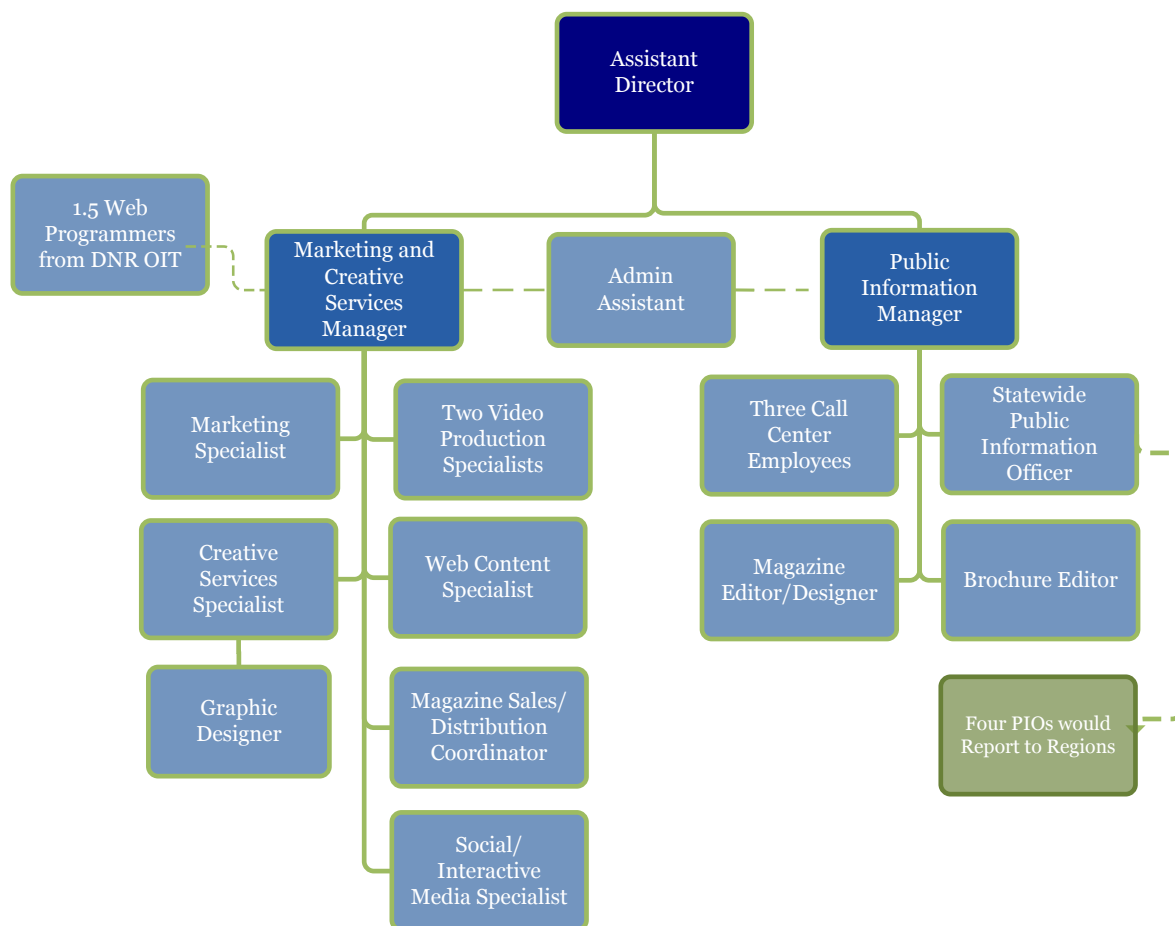 Assistant
Director
1.5 Web
Programmers
from DNR OIT
Marketing and
Creative
Services
Manager
Admin
Assistant
Public
Information
Manager
Marketing
Specialist
Two Video
Production
Specialists
Three Call
Center
Employees
Statewide
Public
Information
Officer
Creative
Services
Specialist
Web Content
Specialist
Magazine
Editor/Designer
Brochure Editor
Graphic
Designer
Magazine Sales/
Distribution
Coordinator
Four PIOs would
Report to Regions
Social/
Interactive
Media Specialist